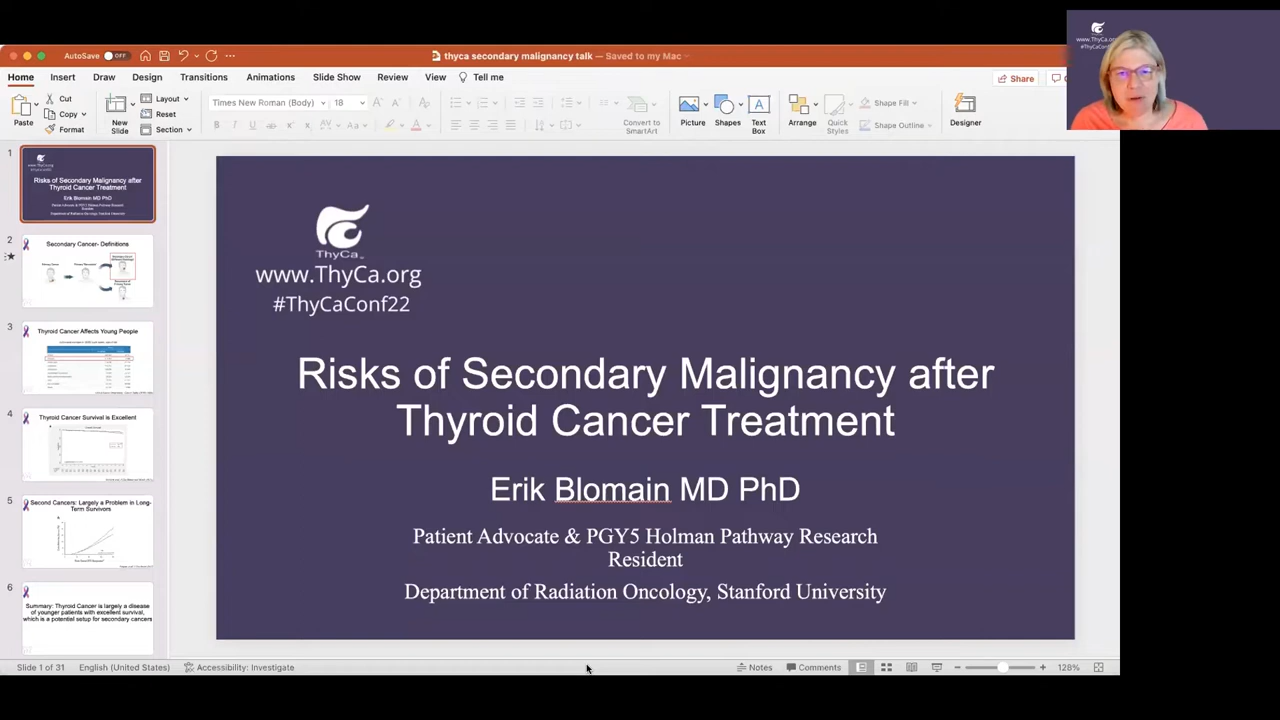 AutoSave OFF
thyca secondary malignancy talk — Saved to my Mac
Home Insert Draw Design Transitions Animations Slide Show Review View Tell me
Share
Paste
Cut
Copy
Format
New Slide
Layout
Reset
Section
Times New Roman (Body) 18
Convert to SmartArt
Picture
Shapes
Text Box
Arrange
Quick Styles
Shape Fill
Shape Outline
Designer
1
Risks of Secondary Malignancy after
Thyroid Cancer Treatment
Erik Blomain MD PhD
2
Secondary Cancer- Definitions
3
Thyroid Cancer Affects Young People
4
Thyroid Cancer Survival is Excellent
5
Second Cancers: Largely a Problem in Long-
Term Survivors
6
Summary: Thyroid Cancer is largely a disease
of younger patients with excellent survival,
which is a potential setup for secondary cancers
ThyCa
www.ThyCa.org
#ThyCaConf22
Risks of Secondary Malignancy after
Thyroid Cancer Treatment
Erik Blomain MD PhD
Patient Advocate & PGY5 Holman Pathway Research
Resident
Department of Radiation Oncology, Stanford University
Slide 1 of 31 English (United States) Accessibility: Investigate
Notes Comments 128%